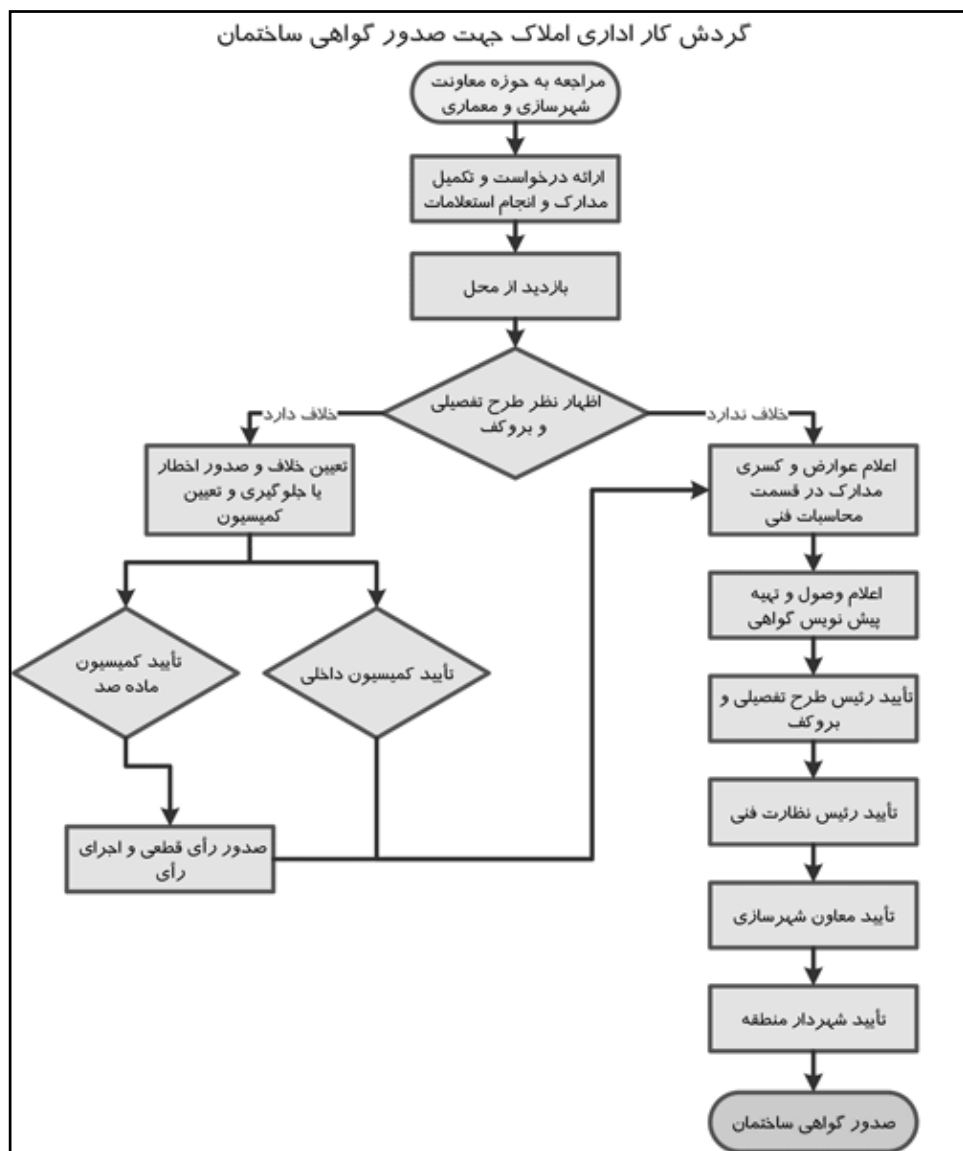 گردش کار اداری املاک جهت صدور گواهی ساختمان
مراجعه به حوزه معاونت
شهرسازی و معماری
ارائه درخواست و تکمیل
مدارک و انجام استعلامات
بازدید از محل
اظهار نظر طرح تفصیلی
و بروکف
خلاف ندارد
خلاف دارد
اعلام عوارض و کسری
مدارک در قسمت
محاسبات فنی
تعیین خلاف و صدور اخطار
یا جلوگیری و تعیین
کمیسیون
اعلام وصول و تهیه
پیش نویس گواهی
تأیید کمیسیون داخلی
تأیید کمیسیون
ماده صد
تأیید رئیس طرح تفصیلی و
بروکف
تأیید رئیس نظارت فنی
صدور رأی قطعی و اجرای
رأی
تأیید معاون شهرسازی
تأیید شهردار منطقه
صدور گواهی ساختمان